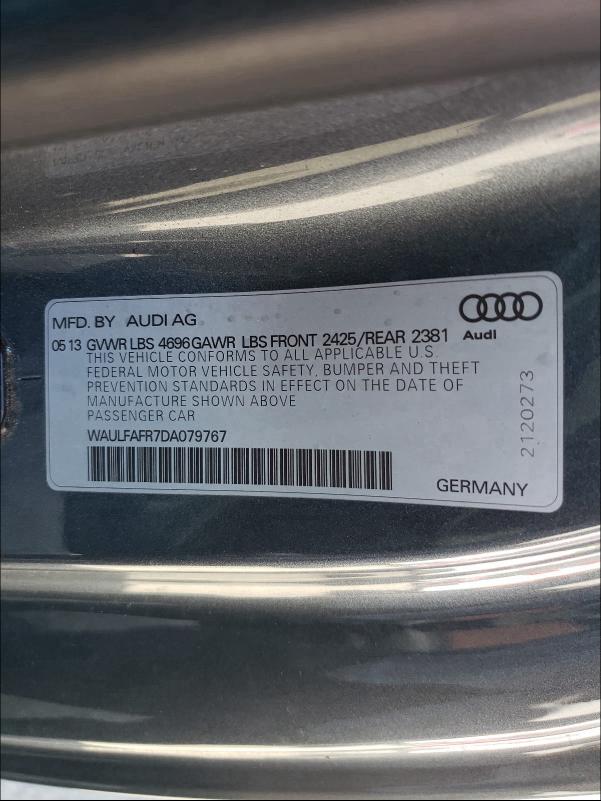 MFD. BY AUDI AG
05 13 GVWR LBS 4696 GAWR LBS FRONT 2425/REAR 2381
Audi
THIS VEHICLE CONFORMS TO ALL APPLICABLE U.S.
FEDERAL MOTOR VEHICLE SAFETY, BUMPER AND THEFT
PREVENTION STANDARDS IN EFFECT ON THE DATE OF
MANUFACTURE SHOWN ABOVE
PASSENGER CAR
WAULFAFR7DA079767
GERMANY
2120273